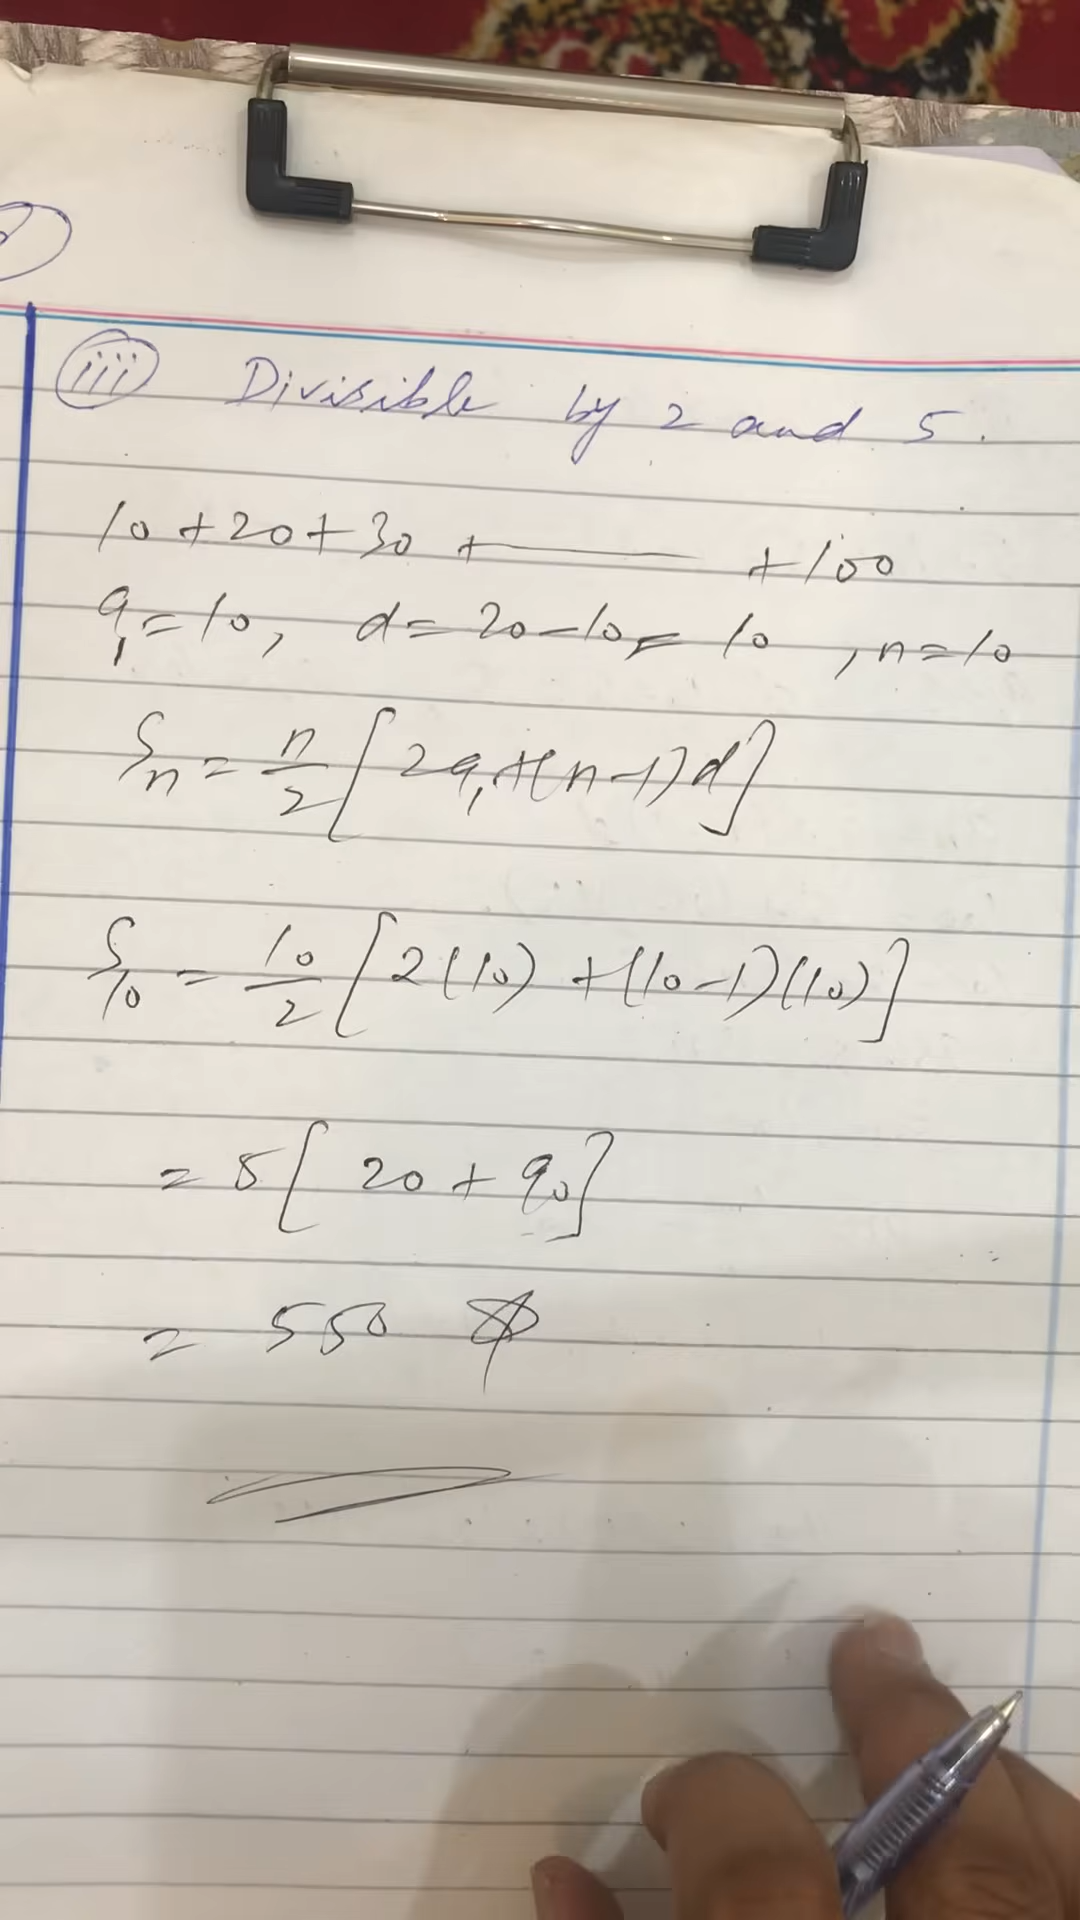 (iii) Divisible by 2 and 5.
10 + 20 + 30 + —— + 100
a₁ = 10, d = 20 - 10 = 10, n = 10
Sn = n/2 [2a₁ + (n-1)d]
S10 = 10/2 [2(10) + (10-1)(10)]
= 5[20 + 90]
= 550